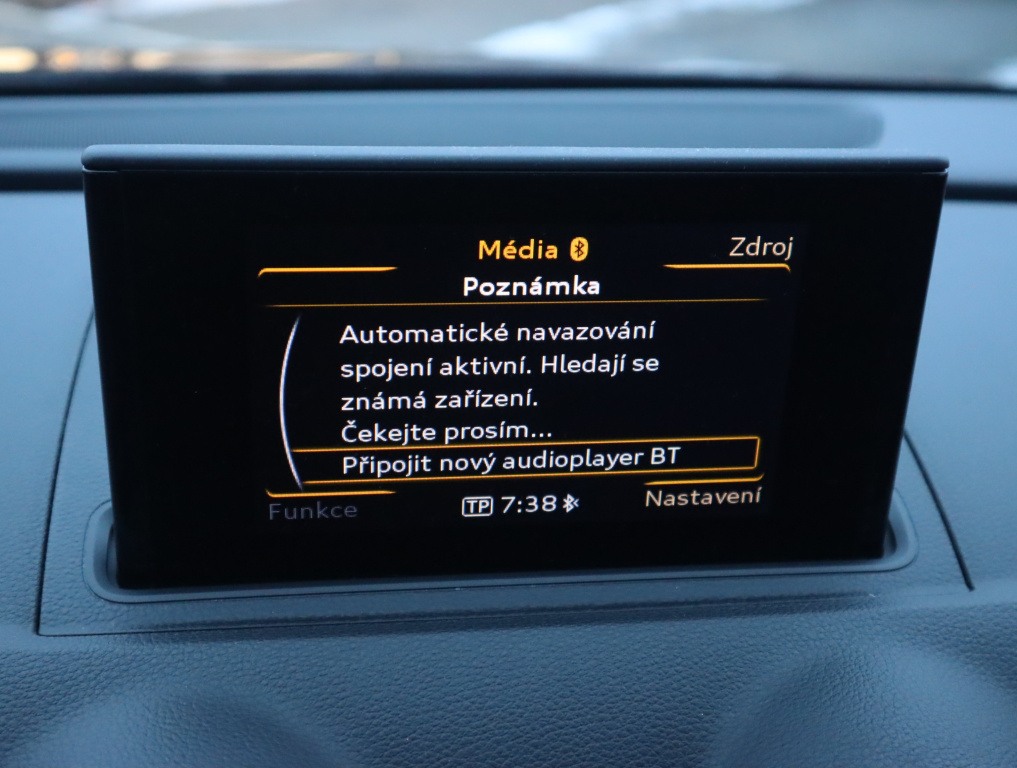 Média
Zdroj
Poznámka
Automatické navazování
spojení aktivní. Hledají se
známá zařízení.
Čekejte prosím...
Připojit nový audioplayer BT
Funkce
TP 7:38
Nastavení